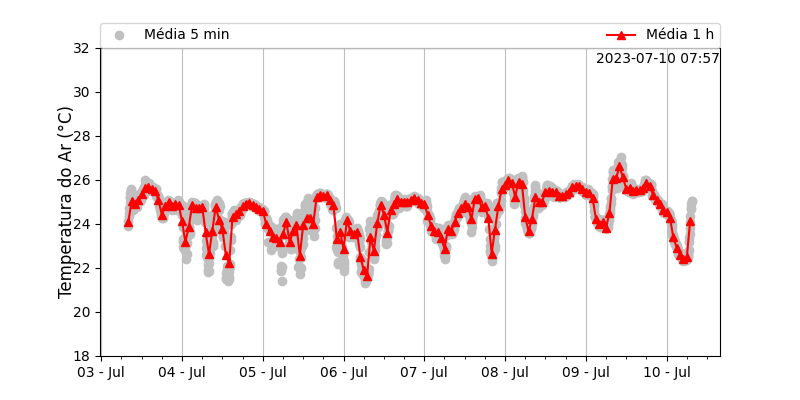 Média 5 min
Média 1 h
2023-07-10 07:57
Temperatura do Ar (°C)
32
30
28
26
24
22
20
18
03 - Jul
04 - Jul
05 - Jul
06 - Jul
07 - Jul
08 - Jul
09 - Jul
10 - Jul